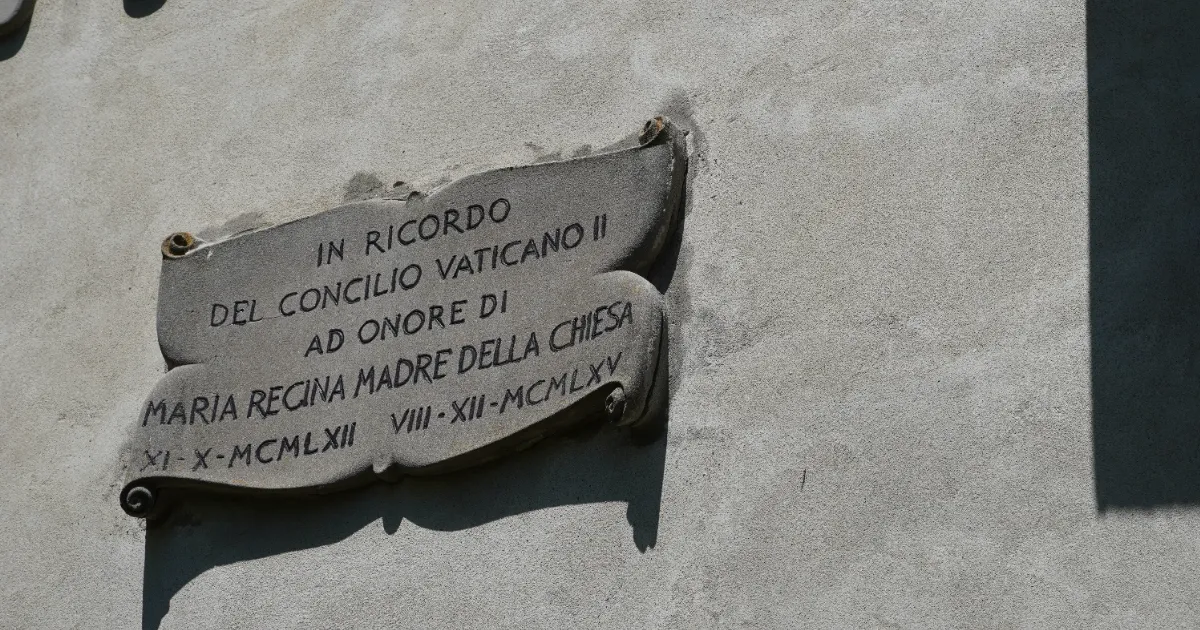 IN RICORDO
DEL CONCILIO VATICANO II
AD ONORE DI
MARIA REGINA MADRE DELLA CHIESA
XI-X-MCMLXII VIII-XII-MCMLXV